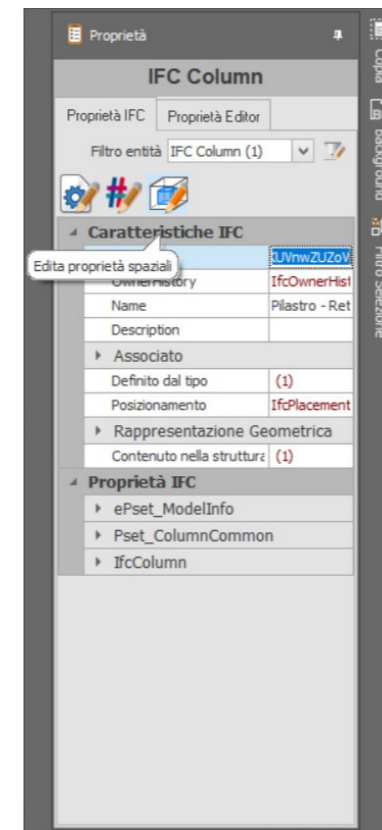 Proprietà
IFC Column
Proprietà IFC Proprietà Editor
Filtro entità IFC Column (1)
Caratteristiche IFC
Edita proprietà spaziali
OwnerHistory IfcOwnerHist
Name Pilastro - Ret
Description
Associato
Definito dal tipo (1)
Posizionamento IfcPlacement
Rappresentazione Geometrica
Contenuto nella struttura (1)
Proprietà IFC
ePset_ModelInfo
Pset_ColumnCommon
IfcColumn
Copia
Background
Filtro Selezione